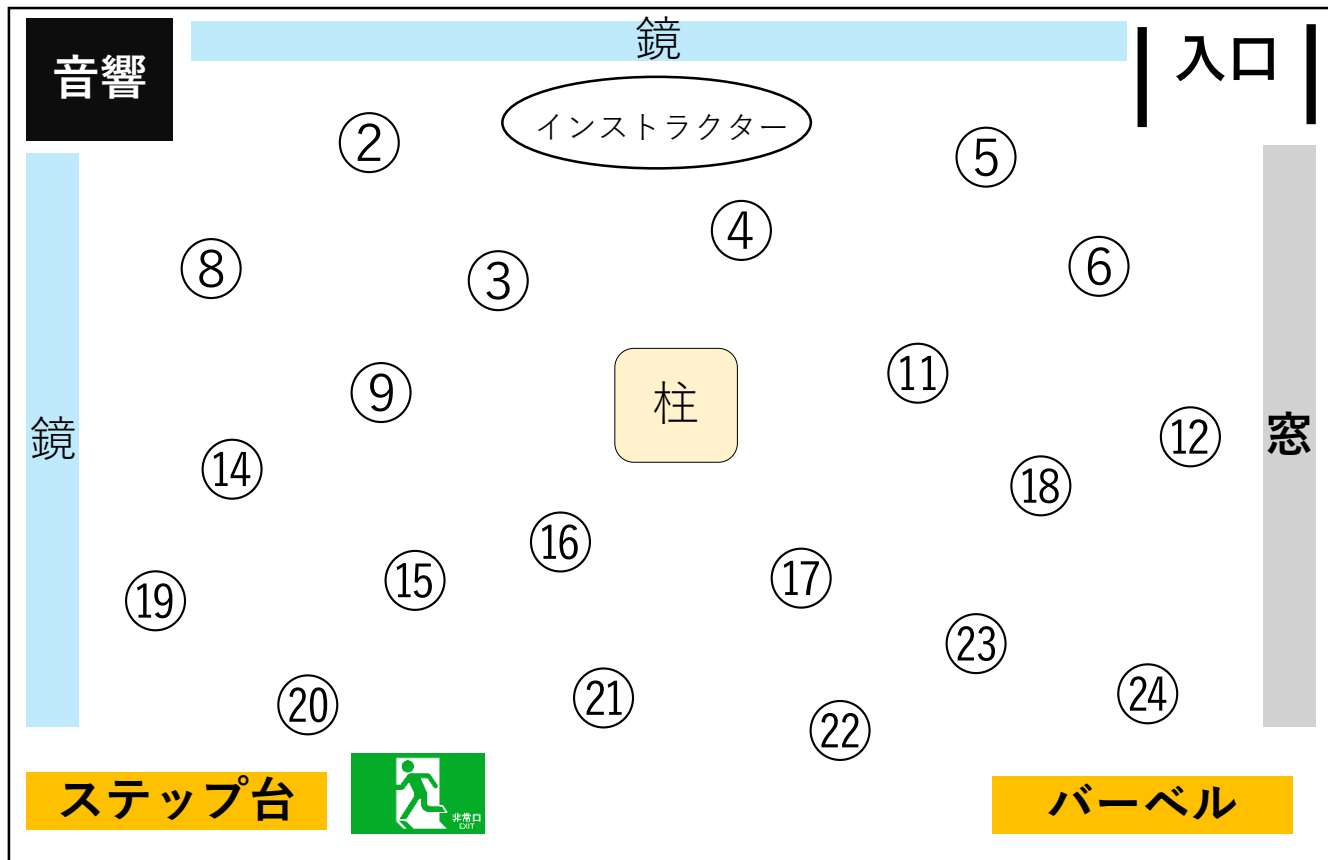 鏡
音響
入口
インストラクター
②
⑤
④
⑥
⑧
③
⑪
⑨
柱
⑫
窓
鏡
⑭
⑱
⑯
⑰
⑮
⑲
㉓
㉔
㉑
⑳
㉒
ステップ台
非常口
EXIT
バーベル